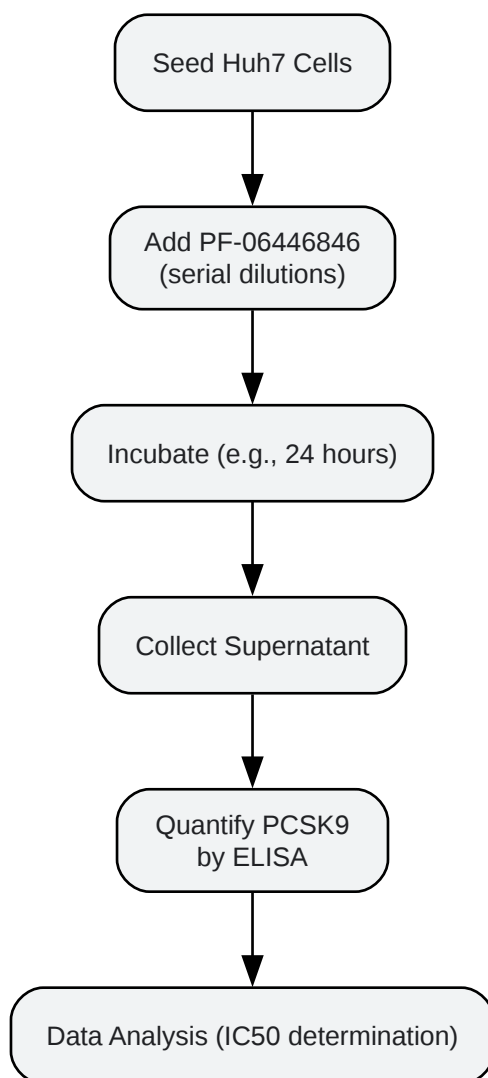 Seed Huh7 Cells
Add PF-06446846
(serial dilutions)
Incubate (e.g., 24 hours)
Collect Supernatant
Quantify PCSK9
by ELISA
Data Analysis (IC50 determination)